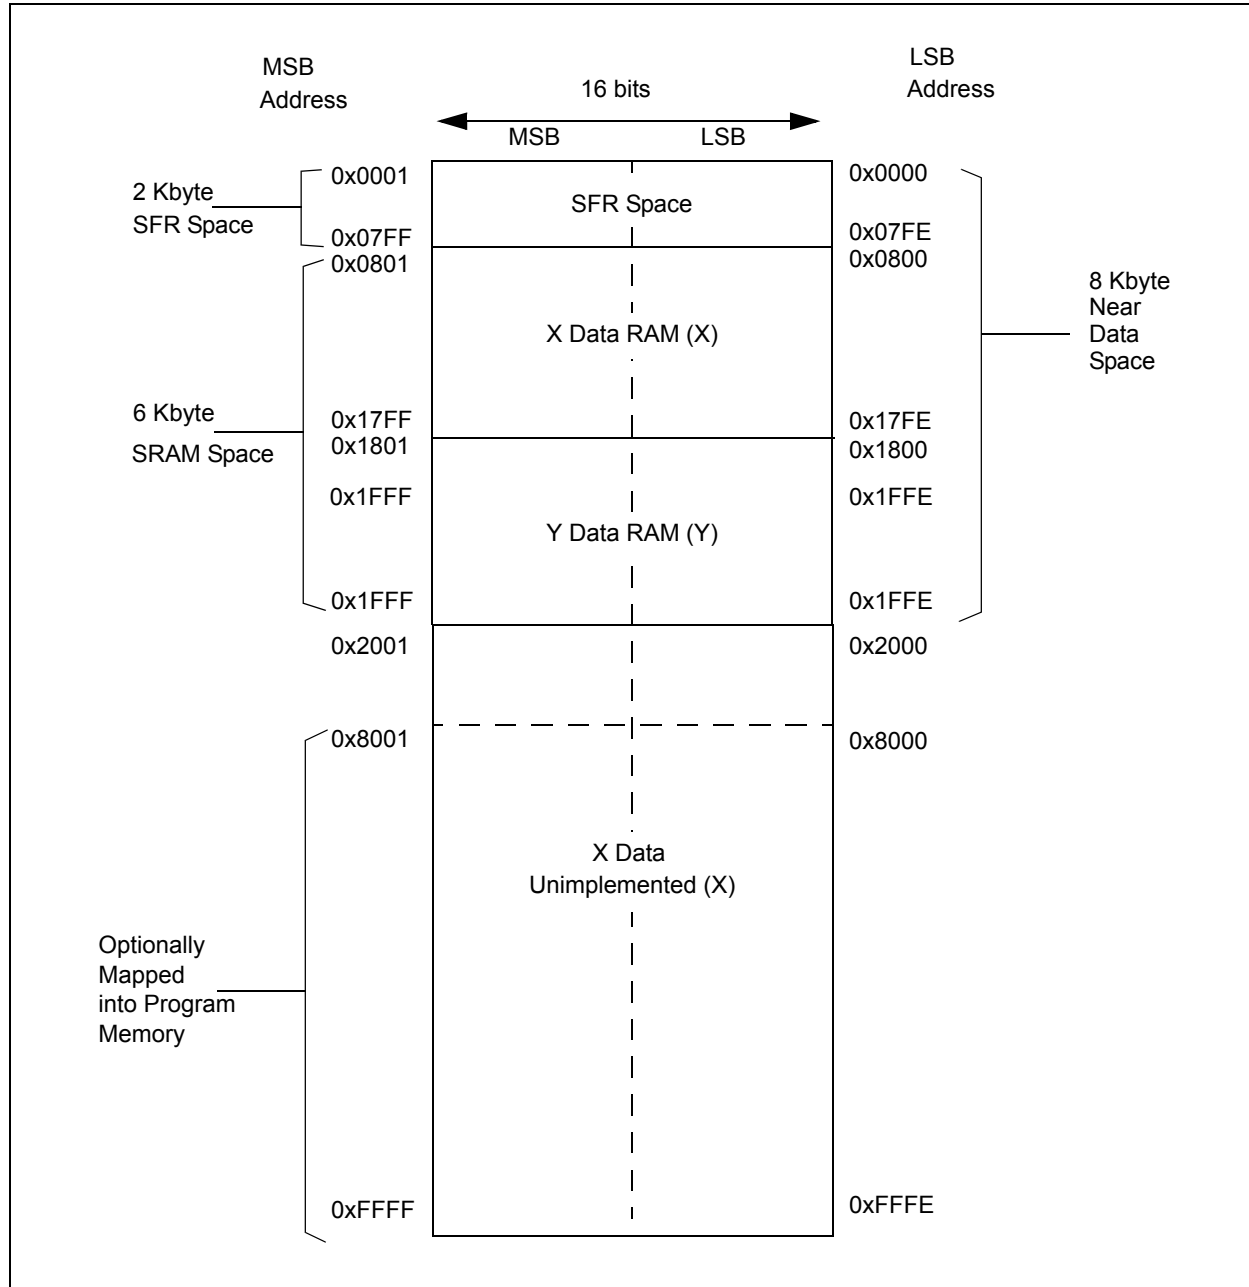 MSB
Address
16 bits
LSB
Address
MSB
LSB
2 Kbyte
SFR Space
0x0001
0x07FF
0x0801
SFR Space
0x0000
0x07FE
0x0800
8 Kbyte
Near
Data
Space
X Data RAM (X)
6 Kbyte
SRAM Space
0x17FF
0x1801
0x17FE
0x1800
0x1FFF
0x1FFE
Y Data RAM (Y)
0x1FFF
0x1FFE
0x2001
0x2000
0x8001
0x8000
X Data
Unimplemented (X)
Optionally
Mapped
into Program
Memory
0xFFFF
0xFFFE